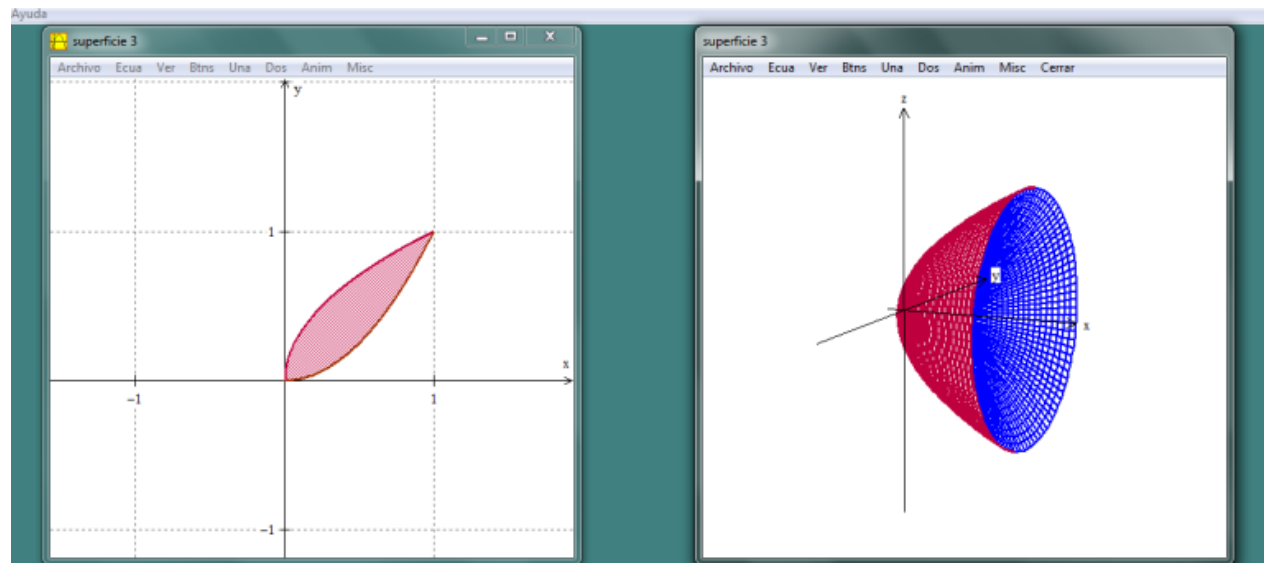 Ayuda
superficie 3
Archivo Ecua Ver Btns Una Dos Anim Misc
y
1
x
-1
1
-1
superficie 3
Archivo Ecua Ver Btns Una Dos Anim Misc Cerrar
z
y
x